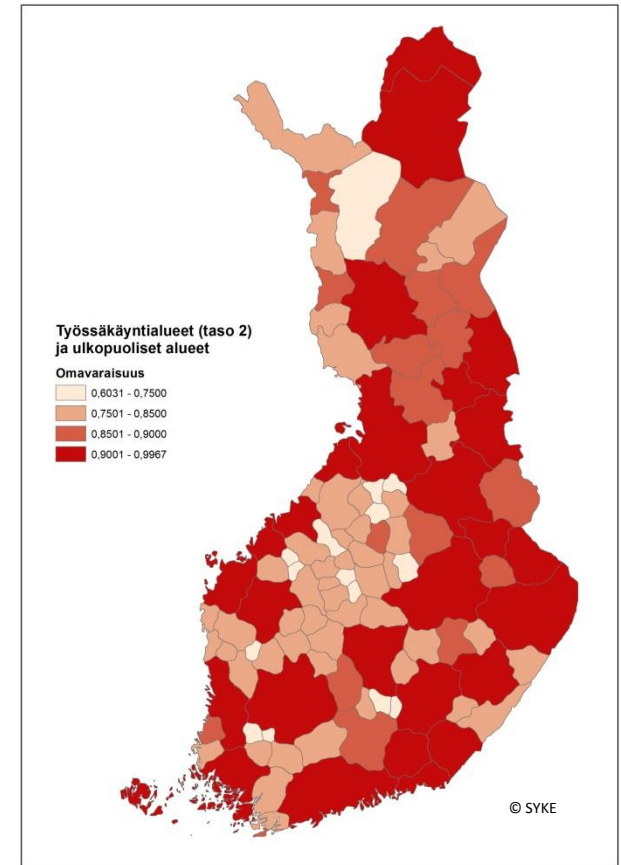 Työssäkäyntialueet (taso 2)
ja ulkopuoliset alueet
Omavaraisuus
0,6031 - 0,7500
0,7501 - 0,8500
0,8501 - 0,9000
0,9001 - 0,9967
© SYKE